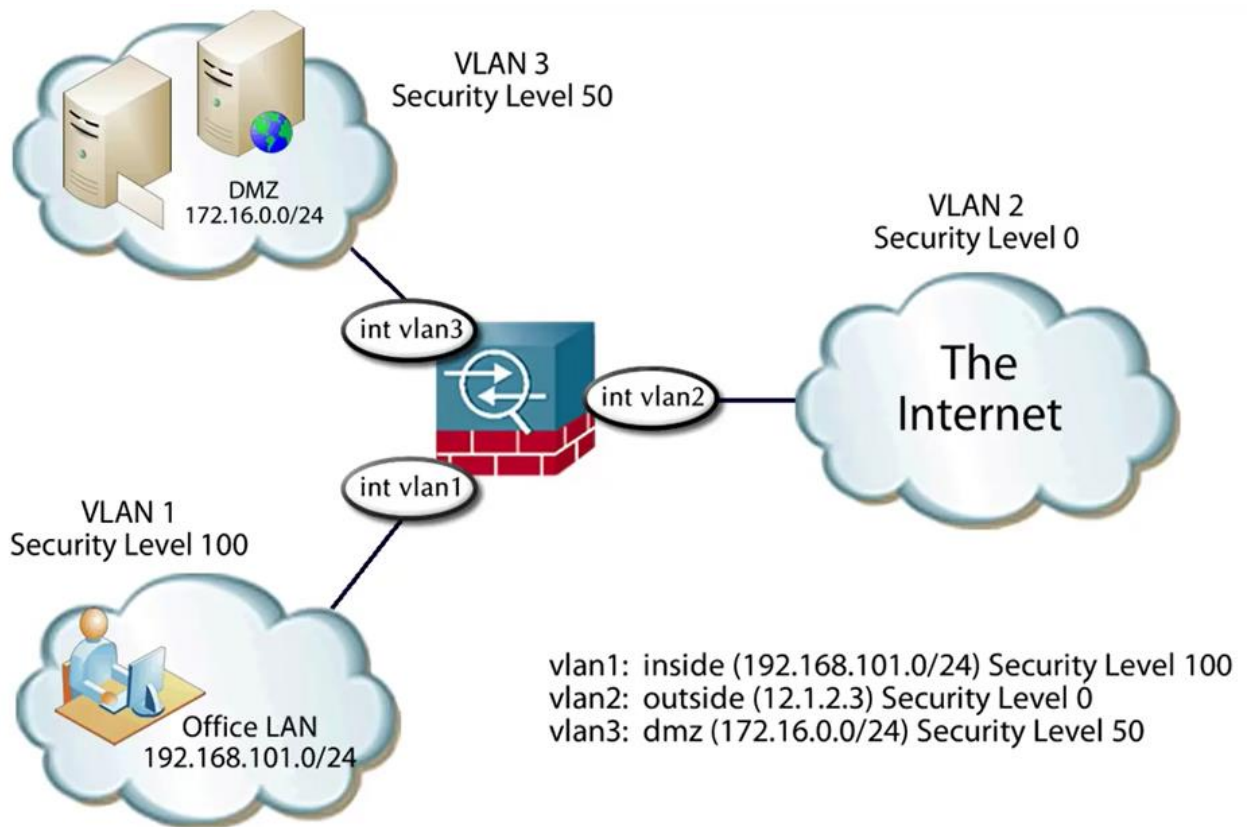 VLAN 3
Security Level 50
DMZ
172.16.0.0/24
VLAN 2
Security Level 0
int vlan3
The
Internet
int vlan2
int vlan1
VLAN 1
Security Level 100
Office LAN
192.168.101.0/24
vlan1: inside (192.168.101.0/24) Security Level 100
vlan2: outside (12.1.2.3) Security Level 0
vlan3: dmz (172.16.0.0/24) Security Level 50